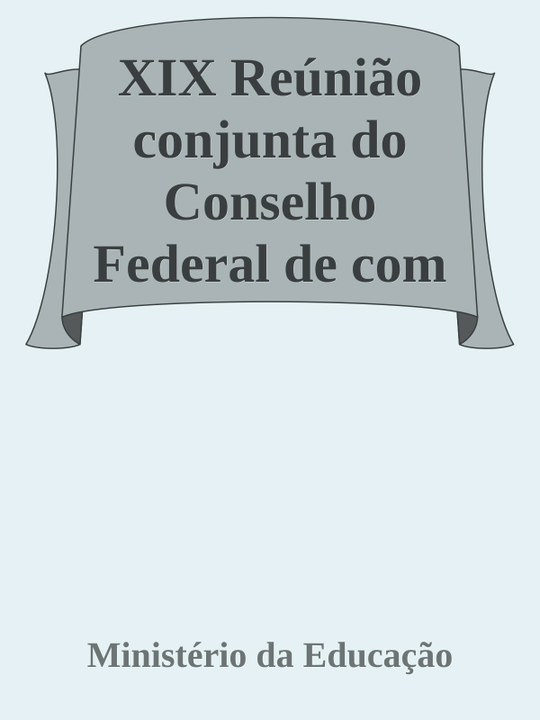 XIX Reúnião
conjunta do
Conselho
Federal de com
Ministério da Educação